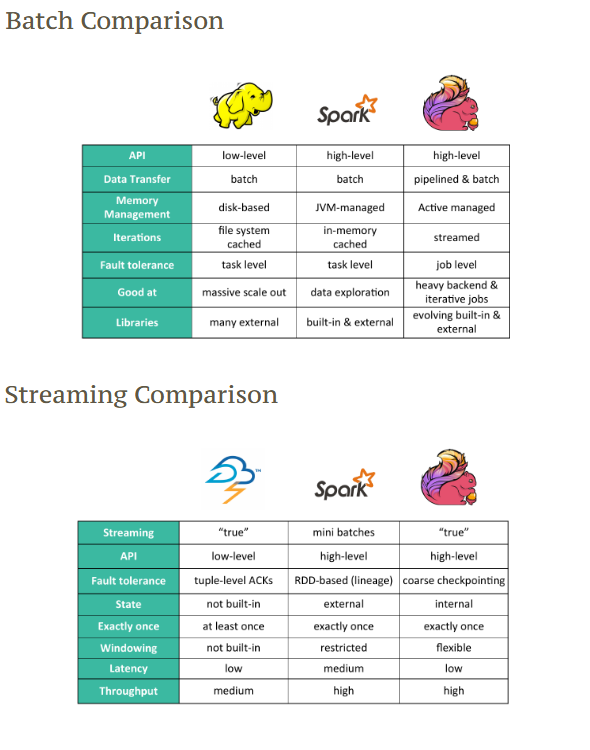 Batch Comparison
Spark
API low-level high-level high-level
Data Transfer batch batch pipelined & batch
Memory
Management disk-based JVM-managed Active managed
Iterations file system
cached in-memory
cached streamed
Fault tolerance task level task level job level
Good at massive scale out data exploration heavy backend &
iterative jobs
Libraries many external built-in & external evolving built-in &
external
Streaming Comparison
TM
Spark
Streaming "true" mini batches "true"
API low-level high-level high-level
Fault tolerance tuple-level ACKs RDD-based (lineage) coarse checkpointing
State not built-in external internal
Exactly once at least once exactly once exactly once
Windowing not built-in restricted flexible
Latency low medium low
Throughput medium high high